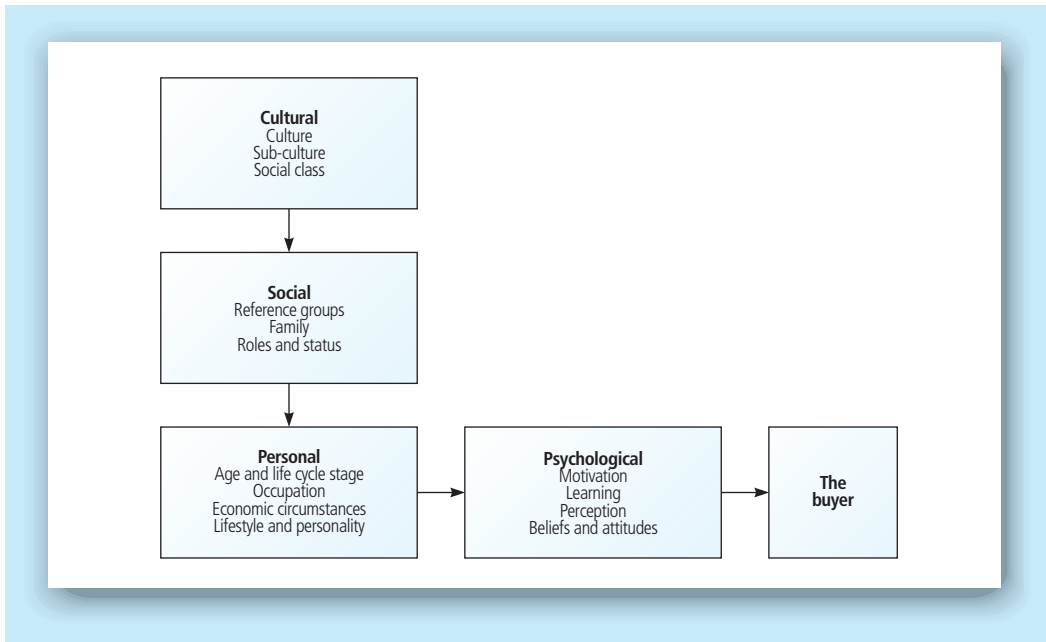 Cultural
Culture
Sub-culture
Social class
Social
Reference groups
Family
Roles and status
Personal
Age and life cycle stage
Occupation
Economic circumstances
Lifestyle and personality
Psychological
Motivation
Learning
Perception
Beliefs and attitudes
The
buyer